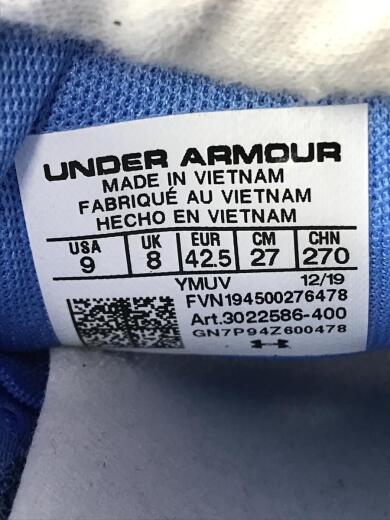 UNDER ARMOUR
MADE IN VIETNAM
FABRIQUÉ AU VIETNAM
HECHO EN VIETNAM
USA UK EUR CM CHN
9 8 42.5 27 270
YMUV 12/19
FVN194500276478
Art.3022586-400
GN7P94Z600478